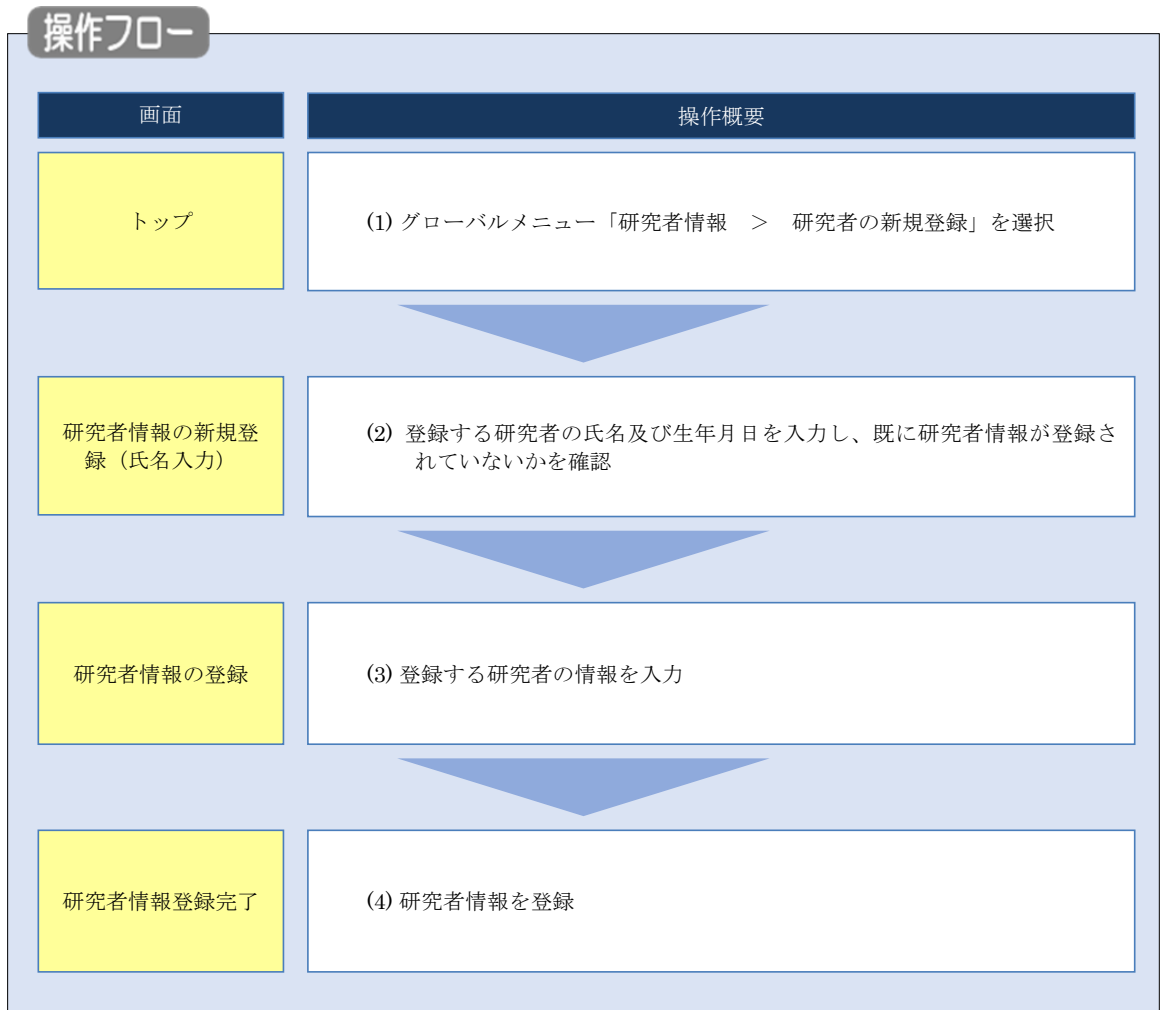 操作フロー
画面
操作概要
トップ
(1) グローバルメニュー「研究者情報　＞　研究者の新規登録」を選択
研究者情報の新規登
録（氏名入力）
(2) 登録する研究者の氏名及び生年月日を入力し、既に研究者情報が登録さ
れていないかを確認
研究者情報の登録
(3) 登録する研究者の情報を入力
研究者情報登録完了
(4) 研究者情報を登録